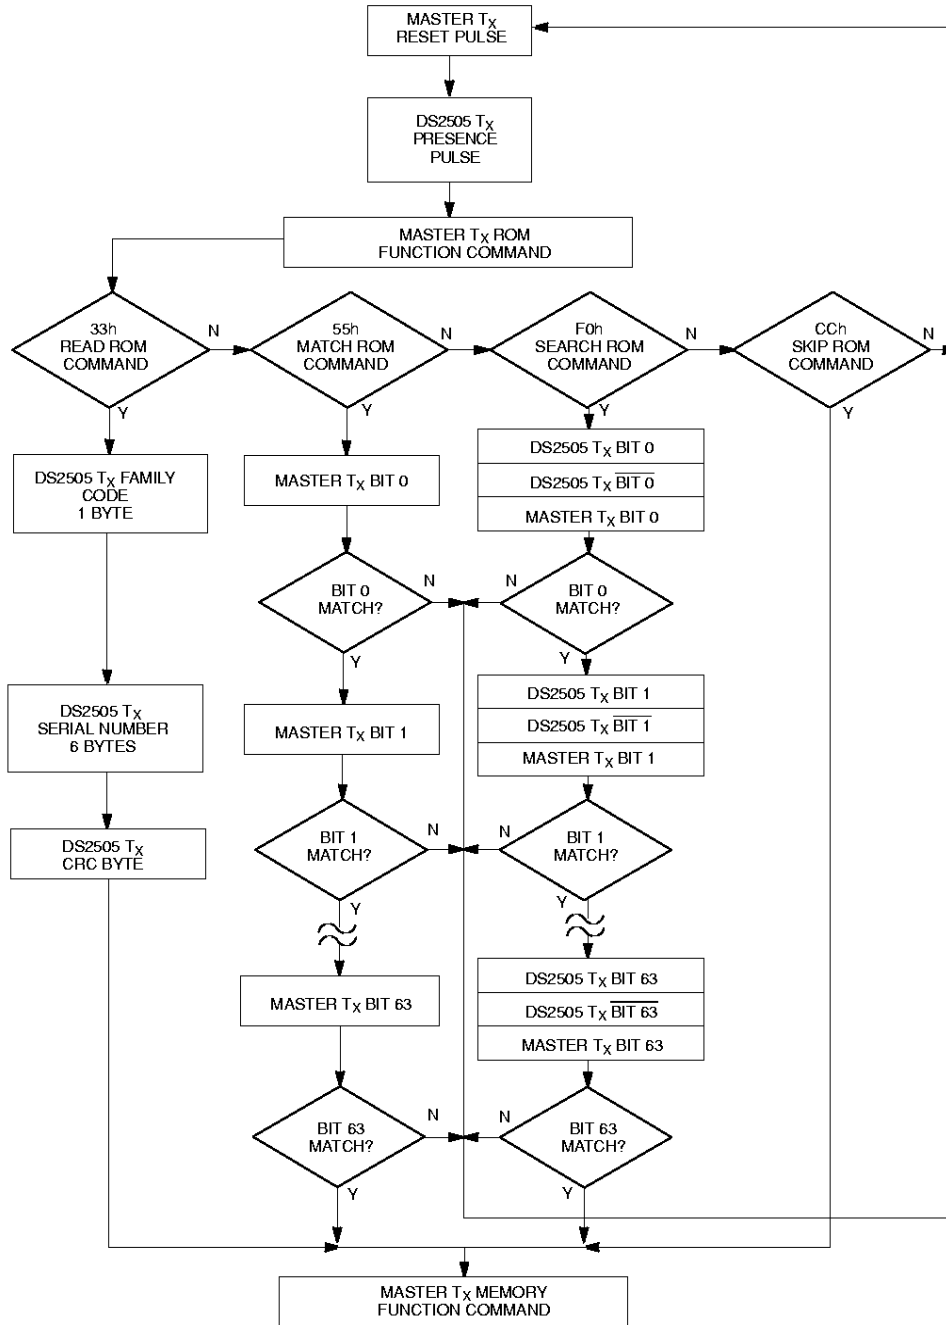 MASTER TX
RESET PULSE
DS2505 TX
PRESENCE
PULSE
MASTER TX ROM
FUNCTION COMMAND
33h
READ ROM
COMMAND
N
Y
55h
MATCH ROM
COMMAND
N
Y
F0h
SEARCH ROM
COMMAND
N
Y
CCh
SKIP ROM
COMMAND
N
Y
DS2505 TX FAMILY
CODE
1 BYTE
DS2505 TX
SERIAL NUMBER
6 BYTES
DS2505 TX
CRC BYTE
MASTER TX BIT 0
BIT 0
MATCH?
N
Y
MASTER TX BIT 1
BIT 1
MATCH?
N
Y
MASTER TX BIT 63
BIT 63
MATCH?
N
Y
DS2505 TX BIT 0
DS2505 TX BIT 0
MASTER TX BIT 0
BIT 0
MATCH?
N
Y
DS2505 TX BIT 1
DS2505 TX BIT 1
MASTER TX BIT 1
BIT 1
MATCH?
N
Y
DS2505 TX BIT 63
DS2505 TX BIT 63
MASTER TX BIT 63
BIT 63
MATCH?
N
Y
MASTER TX MEMORY
FUNCTION COMMAND